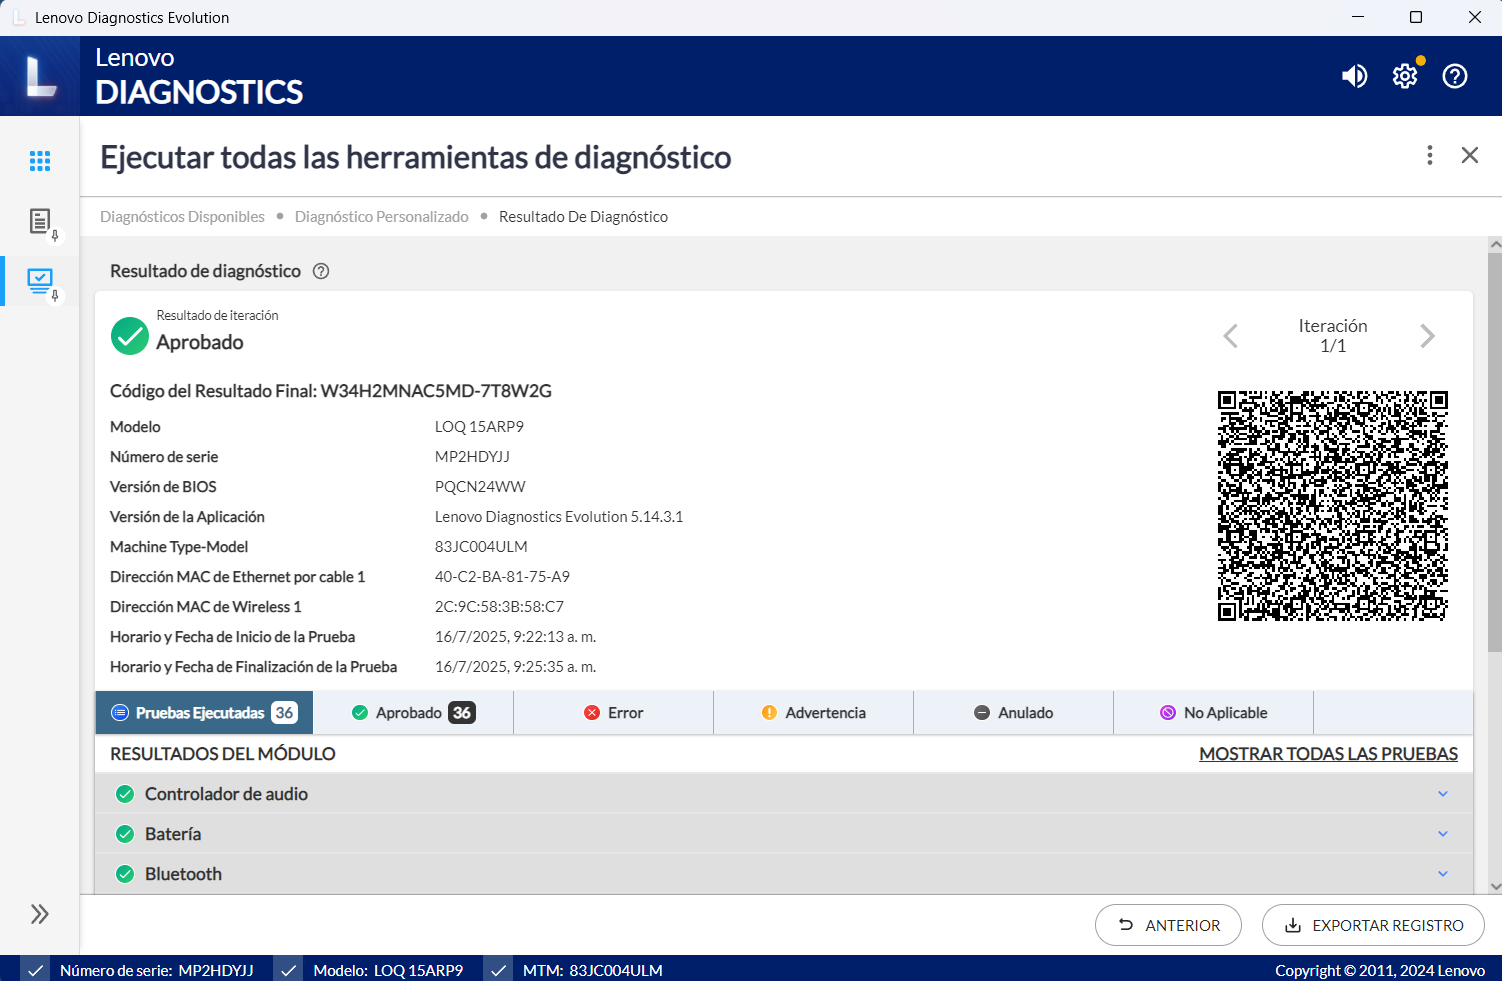 Lenovo Diagnostics Evolution
Lenovo
DIAGNOSTICS
Ejecutar todas las herramientas de diagnóstico
Diagnósticos Disponibles • Diagnóstico Personalizado • Resultado De Diagnóstico
Resultado de diagnóstico
Resultado de iteración
Aprobado
Iteración
1/1
Código del Resultado Final: W34H2MNAC5MD-7T8W2G
Modelo LOQ 15ARP9
Número de serie MP2HDYJJ
Versión de BIOS PQCN24WW
Versión de la Aplicación Lenovo Diagnostics Evolution 5.14.3.1
Machine Type-Model 83JC004ULM
Dirección MAC de Ethernet por cable 1 40-C2-BA-81-75-A9
Dirección MAC de Wireless 1 2C:9C:58:3B:58:C7
Horario y Fecha de Inicio de la Prueba 16/7/2025, 9:22:13 a. m.
Horario y Fecha de Finalización de la Prueba 16/7/2025, 9:25:35 a. m.
Pruebas Ejecutadas 36 Aprobado 36 Error Advertencia Anulado No Aplicable
RESULTADOS DEL MÓDULO MOSTRAR TODAS LAS PRUEBAS
Controlador de audio
Batería
Bluetooth
ANTERIOR EXPORTAR REGISTRO
Número de serie: MP2HDYJJ Modelo: LOQ 15ARP9 MTM: 83JC004ULM Copyright © 2011, 2024 Lenovo